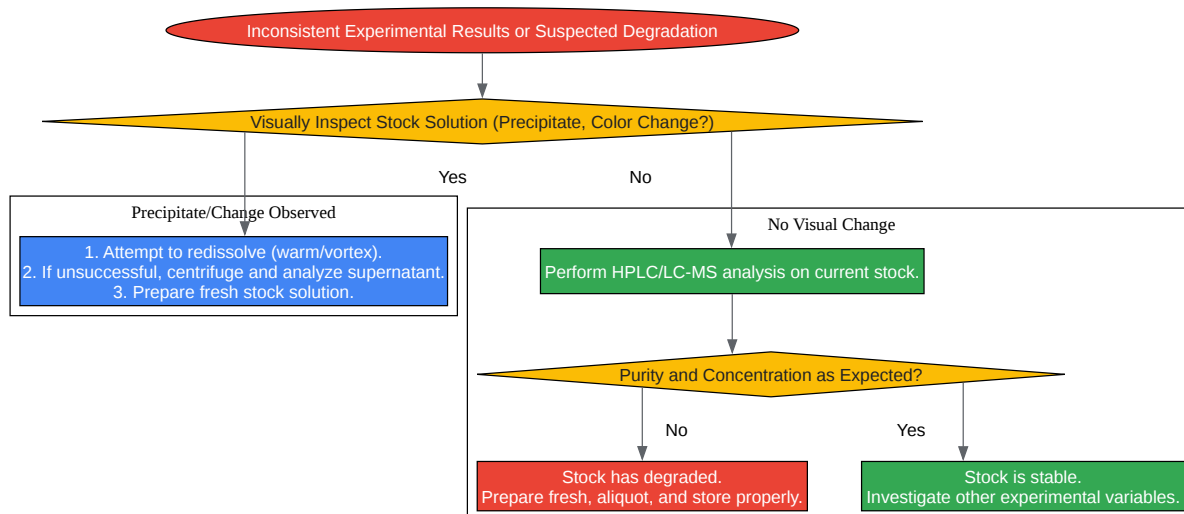 Inconsistent Experimental Results or Suspected Degradation
Visually Inspect Stock Solution (Precipitate, Color Change?)
Yes
No
Precipitate/Change Observed
1. Attempt to redissolve (warm/vortex).
2. If unsuccessful, centrifuge and analyze supernatant.
3. Prepare fresh stock solution.
No Visual Change
Perform HPLC/LC-MS analysis on current stock.
Purity and Concentration as Expected?
No
Yes
Stock has degraded.
Prepare fresh, aliquot, and store properly.
Stock is stable.
Investigate other experimental variables.